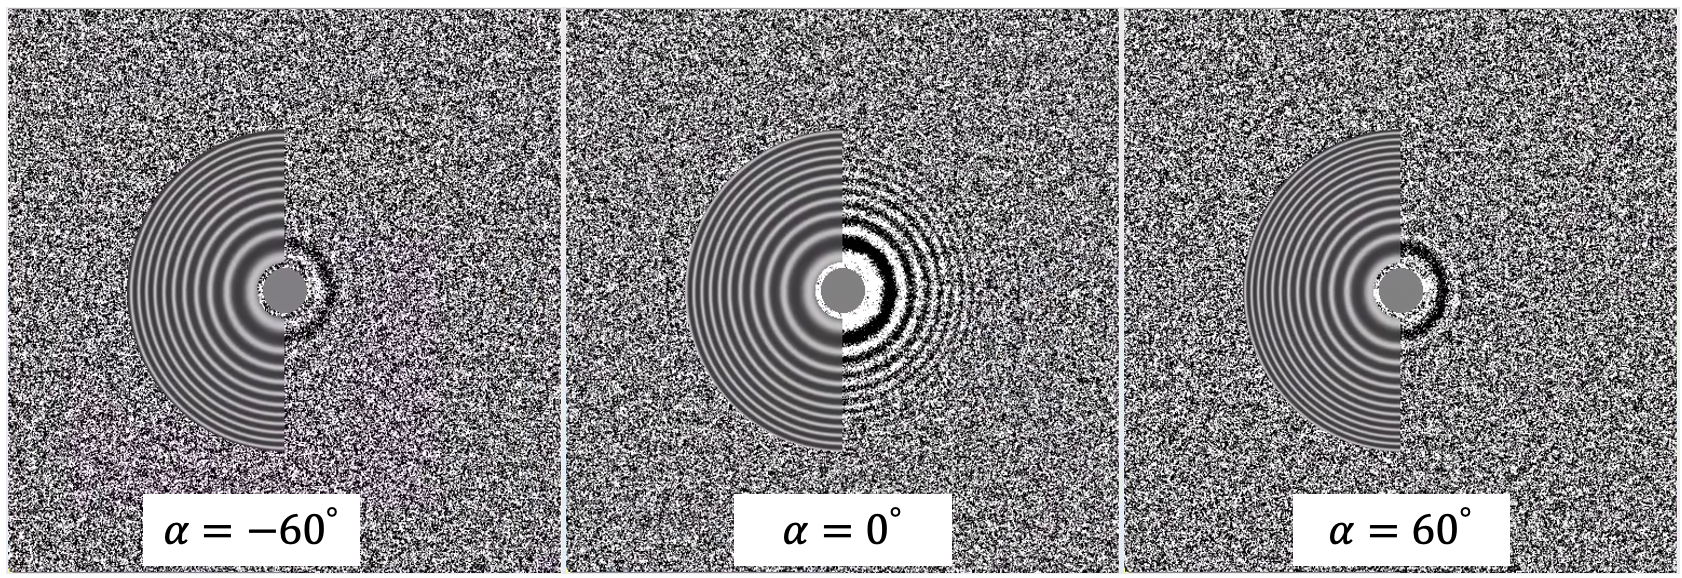 α = −60°
α = 0°
α = 60°